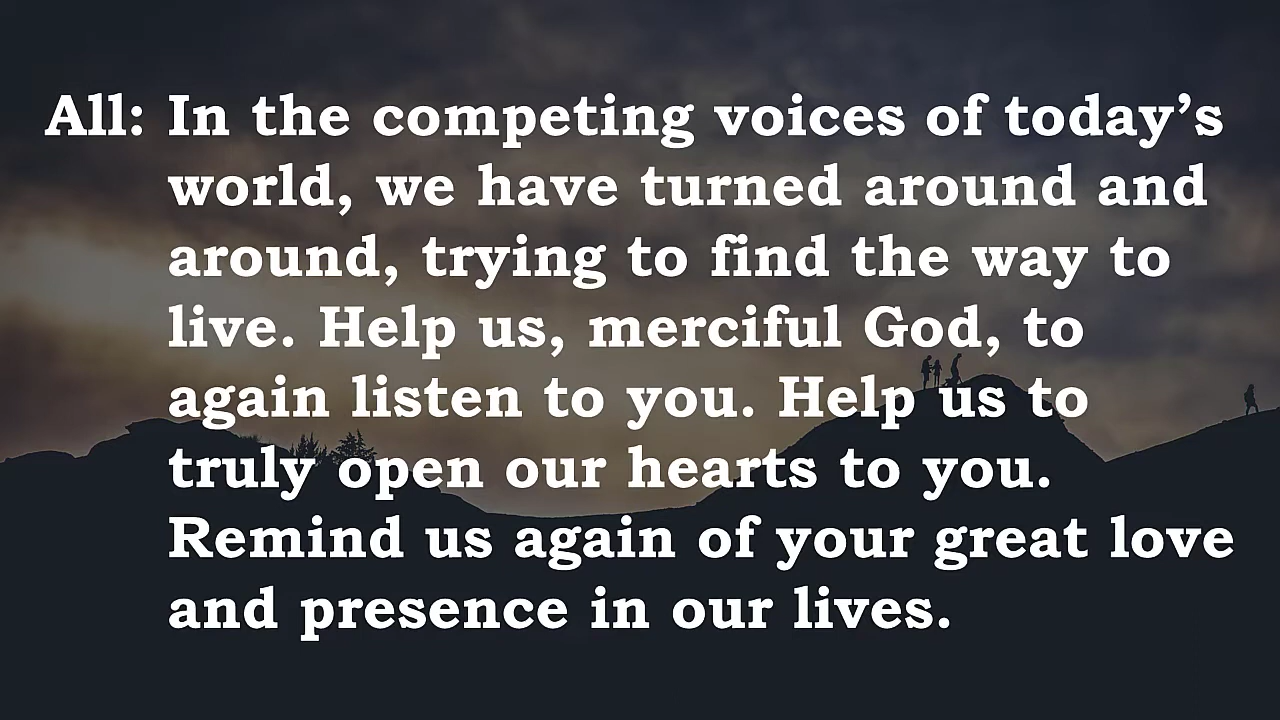 All: In the competing voices of today’s
world, we have turned around and
around, trying to find the way to
live. Help us, merciful God, to
again listen to you. Help us to
truly open our hearts to you.
Remind us again of your great love
and presence in our lives.